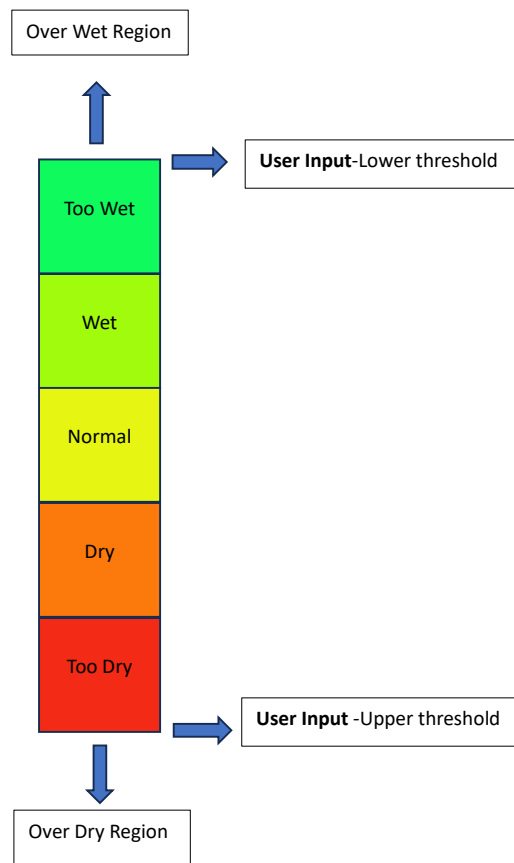 Over Wet Region
User Input-Lower threshold
Too Wet
Wet
Normal
Dry
Too Dry
User Input -Upper threshold
Over Dry Region